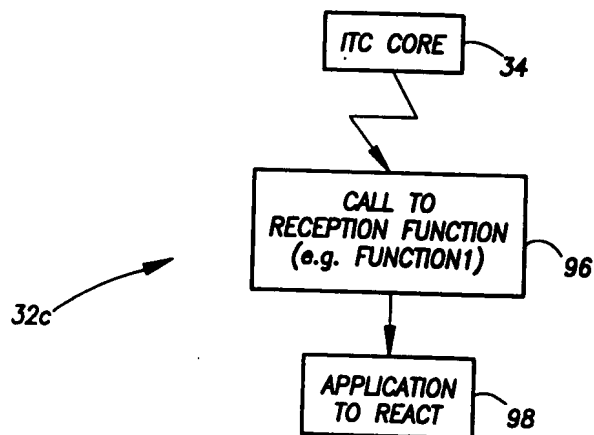 ITC CORE
34
CALL TO
RECEPTION FUNCTION
(e.g. FUNCTION1)
96
32c
APPLICATION
TO REACT
98